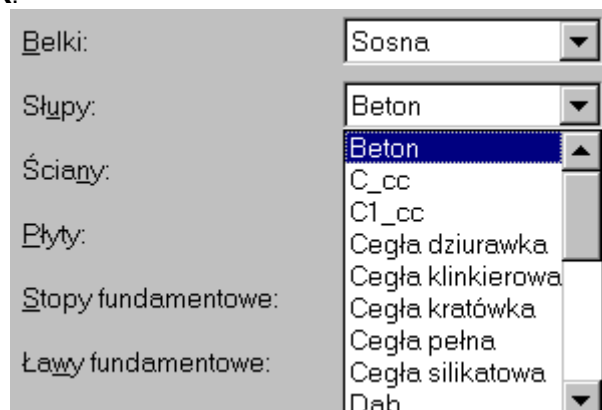 Belki: Sosna
Słupy: Beton
Beton
Ściany:
C_cc
C1_cc
Płyty:
Cegła dziurawka
Cegła klinkierowa
Stopy fundamentowe:
Cegła kratówka
Cegła pełna
Ławy fundamentowe:
Cegła silikatowa
Dąb